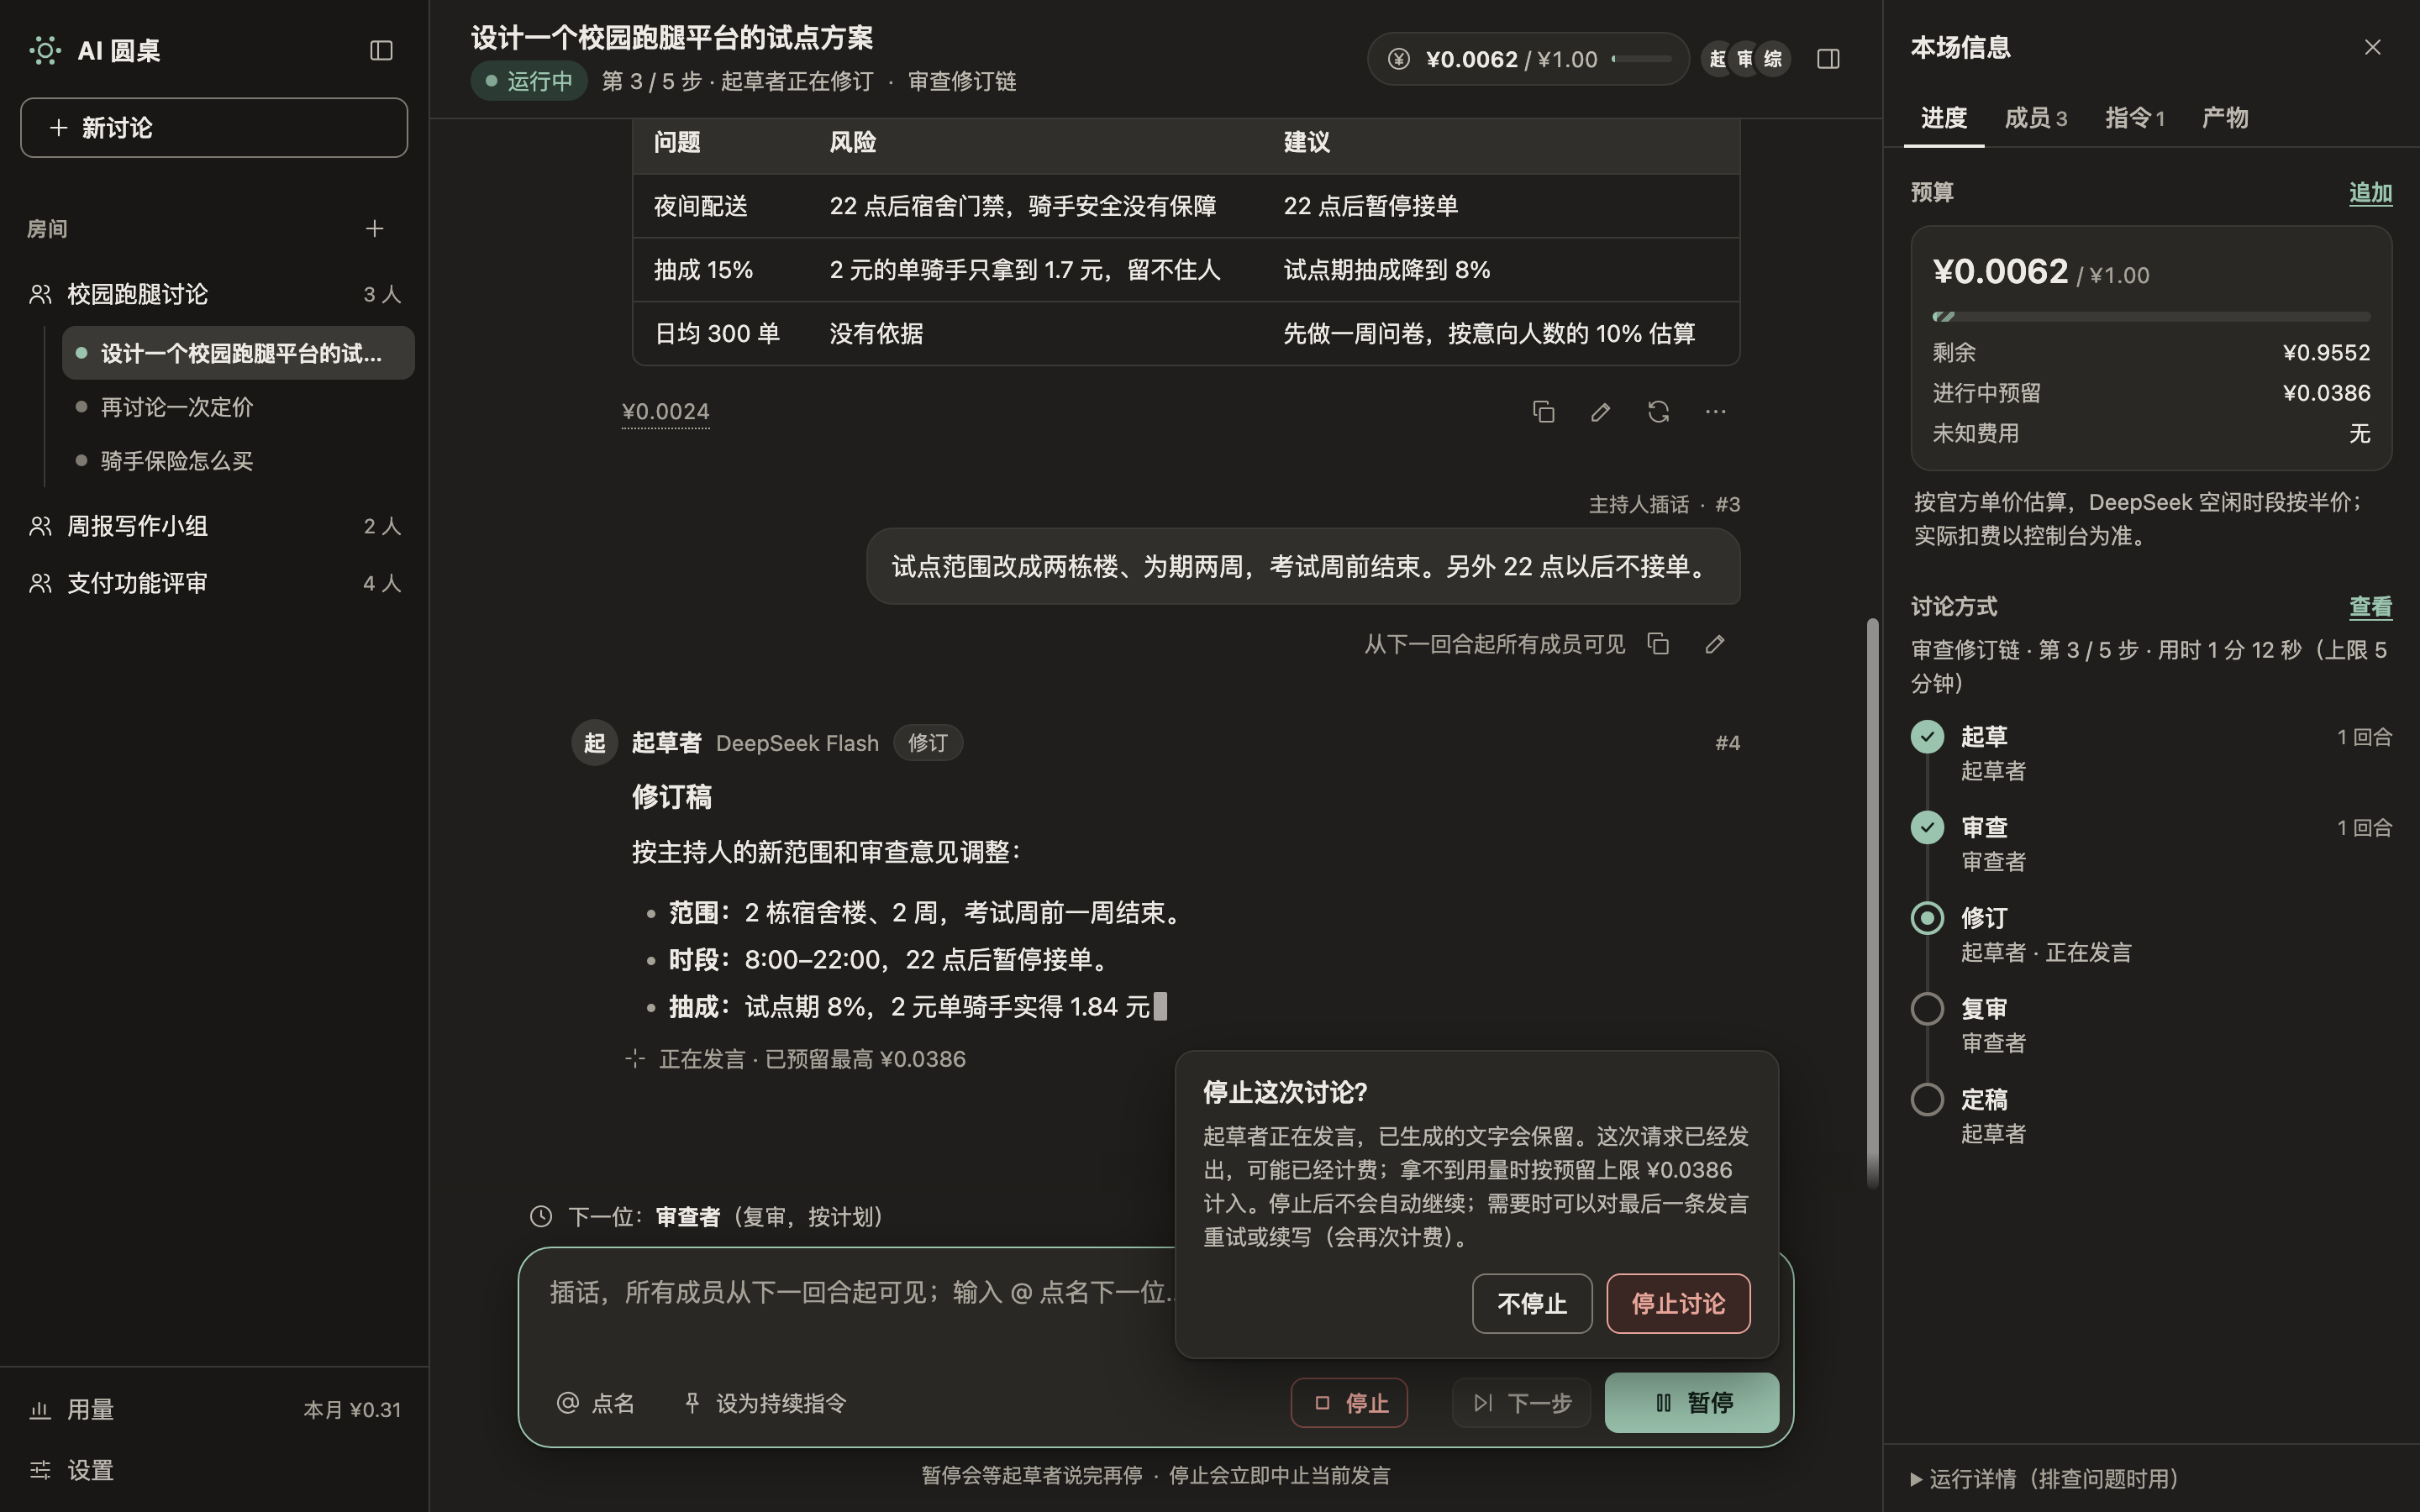 AI 圆桌
新讨论
房间
校园跑腿讨论 3 人
设计一个校园跑腿平台的试...
再讨论一次定价
骑手保险怎么买
周报写作小组 2 人
支付功能评审 4 人
用量 本月 ¥0.31
设置
设计一个校园跑腿平台的试点方案
运行中 第 3 / 5 步 · 起草者正在修订 · 审查修订链
¥0.0062 / ¥1.00
起 审 综
问题 风险 建议
夜间配送 22 点后宿舍门禁，骑手安全没有保障 22 点后暂停接单
抽成 15% 2 元的单骑手只拿到 1.7 元，留不住人 试点期抽成降到 8%
日均 300 单 没有依据 先做一周问卷，按意向人数的 10% 估算
¥0.0024
主持人插话 · #3
试点范围改成两栋楼、为期两周，考试周前结束。另外 22 点以后不接单。
从下一回合起所有成员可见
起 起草者 DeepSeek Flash 修订 #4
修订稿
按主持人的新范围和审查意见调整：
• 范围：2 栋宿舍楼、2 周，考试周前一周结束。
• 时段：8:00–22:00，22 点后暂停接单。
• 抽成：试点期 8%，2 元单骑手实得 1.84 元
正在发言 · 已预留最高 ¥0.0386
停止这次讨论？
起草者正在发言，已生成的文字会保留。这次请求已经发
出，可能已经计费；拿不到用量时按预留上限 ¥0.0386
计入。停止后不会自动继续；需要时可以对最后一条发言
重试或续写（会再次计费）。
不停止 停止讨论
下一位：审查者（复审，按计划）
插话，所有成员从下一回合起可见；输入 @ 点名下一位..
点名 设为持续指令 停止 下一步 暂停
暂停会等起草者说完再停 · 停止会立即中止当前发言
本场信息
进度 成员 3 指令 1 产物
预算 追加
¥0.0062 / ¥1.00
剩余 ¥0.9552
进行中预留 ¥0.0386
未知费用 无
按官方单价估算，DeepSeek 空闲时段按半价；
实际扣费以控制台为准。
讨论方式 查看
审查修订链 · 第 3 / 5 步 · 用时 1 分 12 秒（上限 5
分钟）
起草 1 回合
起草者
审查 1 回合
审查者
修订
起草者 · 正在发言
复审
审查者
定稿
起草者
运行详情（排查问题时用）